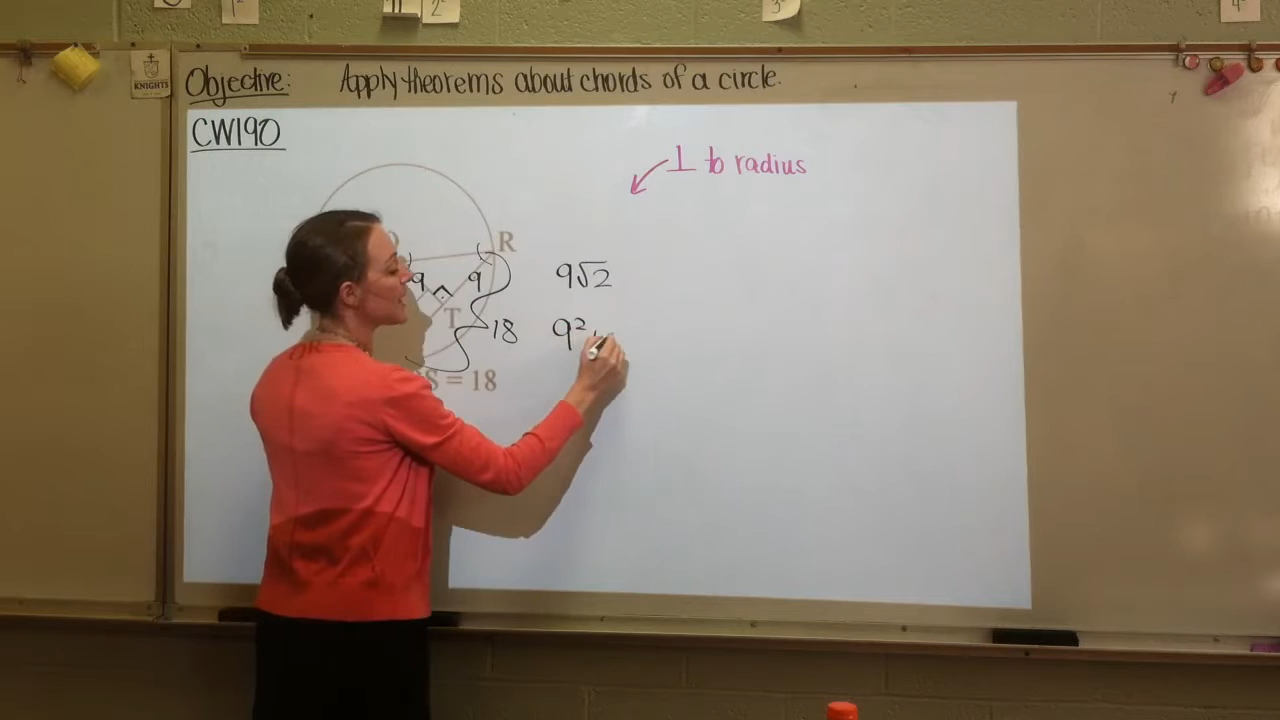 Objective: Apply theorems about chords of a circle.
KNIGHTS
CW190
⊥ to radius
R
9
9
T
9√2
18
9²
S = 18